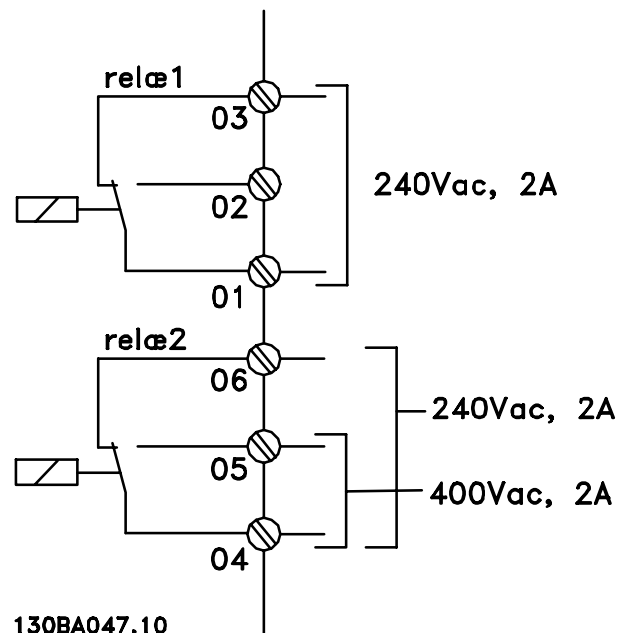 relæ1
03
02
240Vac, 2A
01
relæ2
06
240Vac, 2A
05
400Vac, 2A
04
130BA047.10